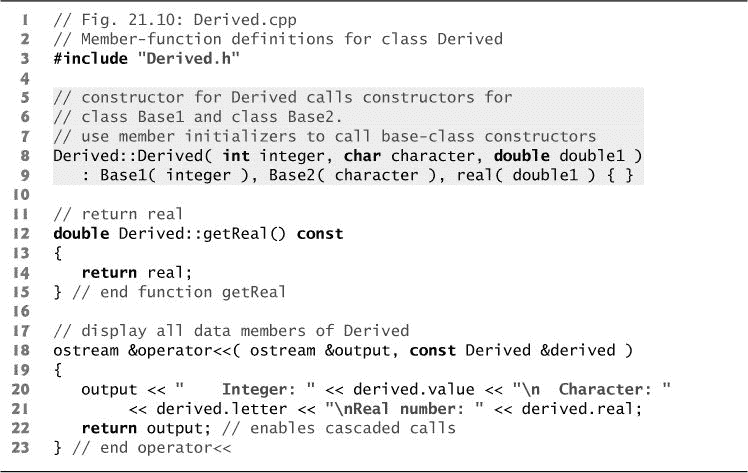 1 // Fig. 21.10: Derived.cpp
2 // Member-function definitions for class Derived
3 #include "Derived.h"
4
5 // constructor for Derived calls constructors for
6 // class Base1 and class Base2.
7 // use member initializers to call base-class constructors
8 Derived::Derived( int integer, char character, double double1 )
9    : Base1( integer ), Base2( character ), real( double1 ) { }
10
11 // return real
12 double Derived::getReal() const
13 {
14    return real;
15 } // end function getReal
16
17 // display all data members of Derived
18 ostream &operator<<( ostream &output, const Derived &derived )
19 {
20    output << "    Integer: " << derived.value << "\n  Character: "
21         << derived.letter << "\nReal number: " << derived.real;
22    return output; // enables cascaded calls
23 } // end operator<<